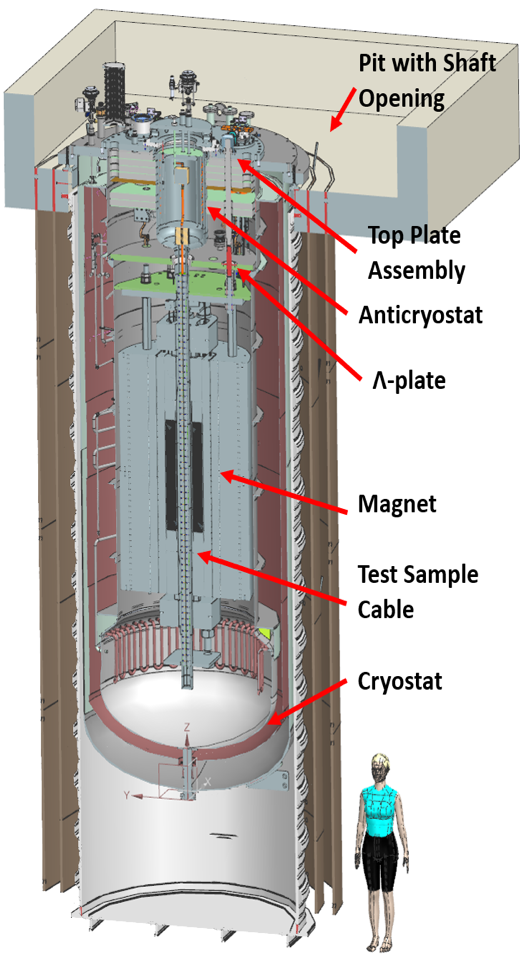 Pit with Shaft
Opening
Top Plate
Assembly
Anticryostat
Λ-plate
Magnet
Test Sample
Cable
Cryostat
Z
Y
X